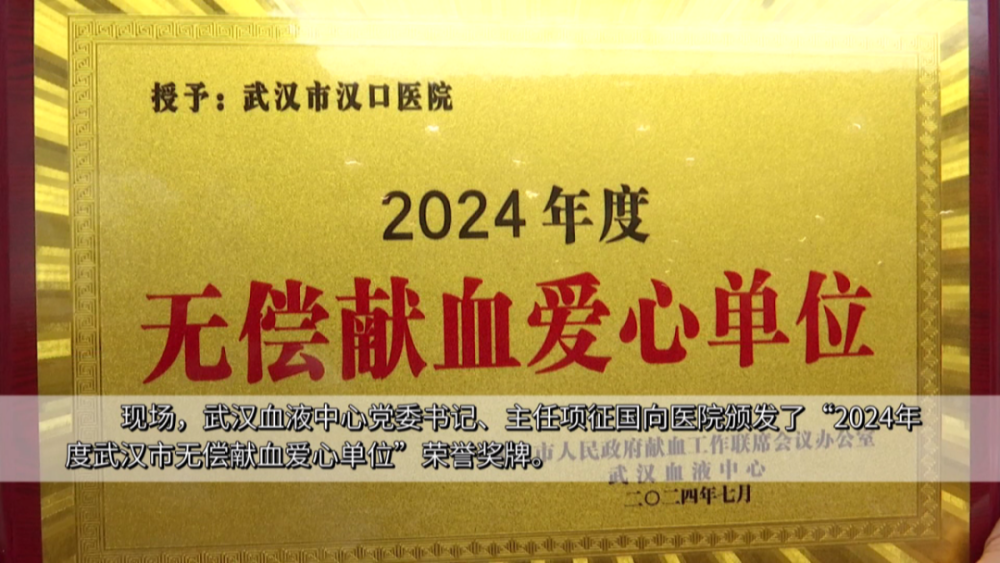 授予：武汉市汉口医院
2024年度
无偿献血爱心单位
现场，武汉血液中心党委书记、主任项征国向医院颁发了“2024年
度武汉市无偿献血爱心单位”荣誉奖牌。
市人民政府献血工作联席会议办公室
武汉血液中心
二〇二四年七月